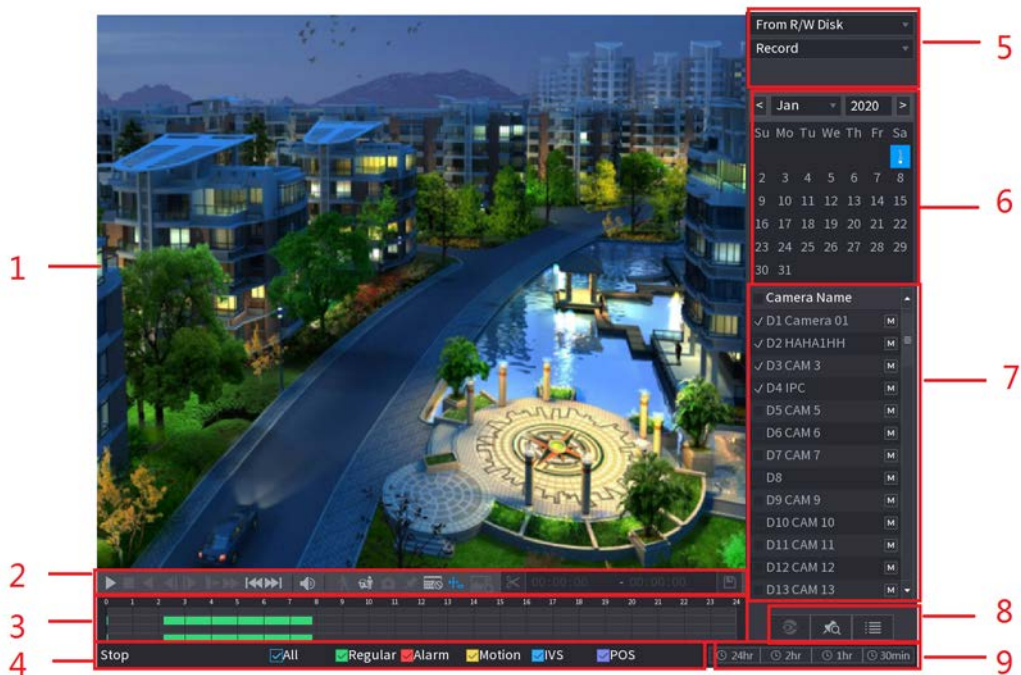 From R/W Disk
Record
5
< Jan 2020 >
Su Mo Tu We Th Fr Sa
1
2 3 4 5 6 7 8
9 10 11 12 13 14 15
16 17 18 19 20 21 22
23 24 25 26 27 28 29
30 31
6
1
Camera Name
D1 Camera 01 M
D2 HAHA1HH M
D3 CAM 3 M
D4 IPC M
D5 CAM 5 M
D6 CAM 6 M
D7 CAM 7 M
D8 M
D9 CAM 9 M
D10 CAM 10 M
D11 CAM 11 M
D12 CAM 12 M
D13 CAM 13 M
7
2
00:00:00 - 00:00:00
0 1 2 3 4 5 6 7 8 9 10 11 12 13 14 15 16 17 18 19 20 21 22 23 24
3
8
4
Stop All Regular Alarm Motion IVS POS
24hr 2hr 1hr 30min
9